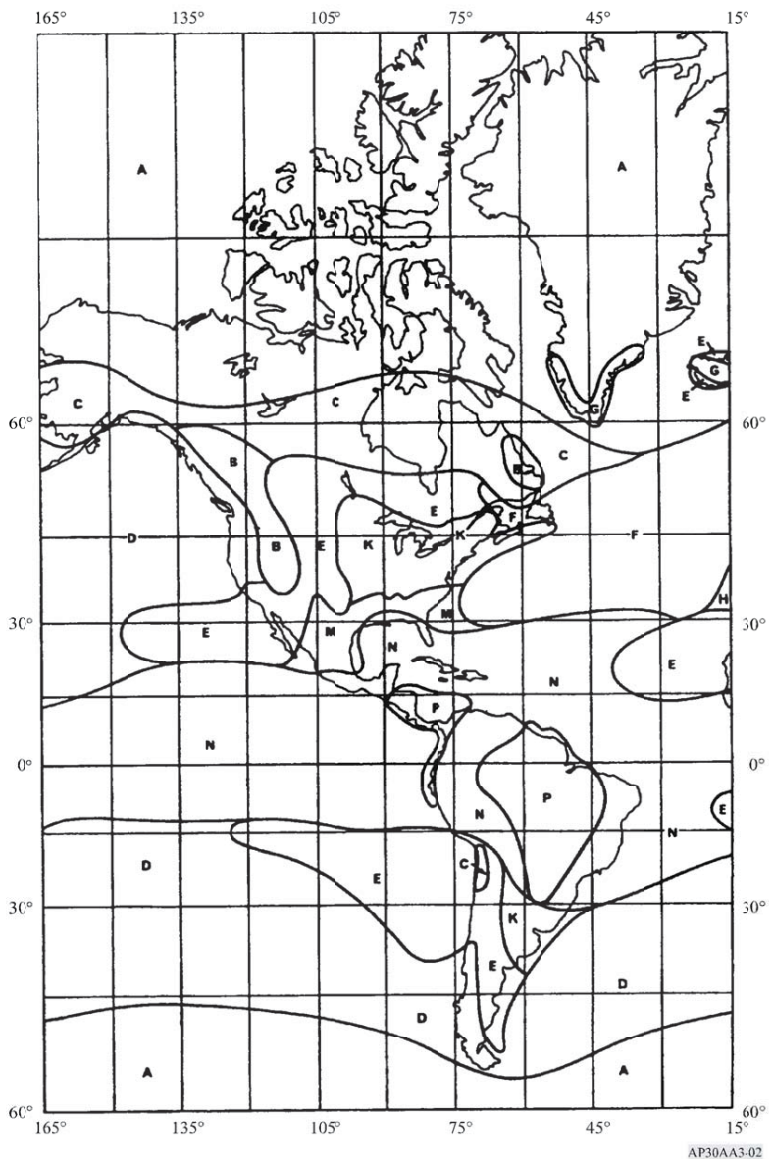 165° 135° 105° 75° 45° 15°
A A
E
G
E
G
C C
60° 60°
B C
B
E F
D B E K K F
H
30° E M M 30°
N
E
N
P
N
0° 0°
P
N E
N
D C
E
30° K 30°
E
D
D
A A
60° 60°
165° 135° 105° 75° 45° 15°
AP30AA3-02